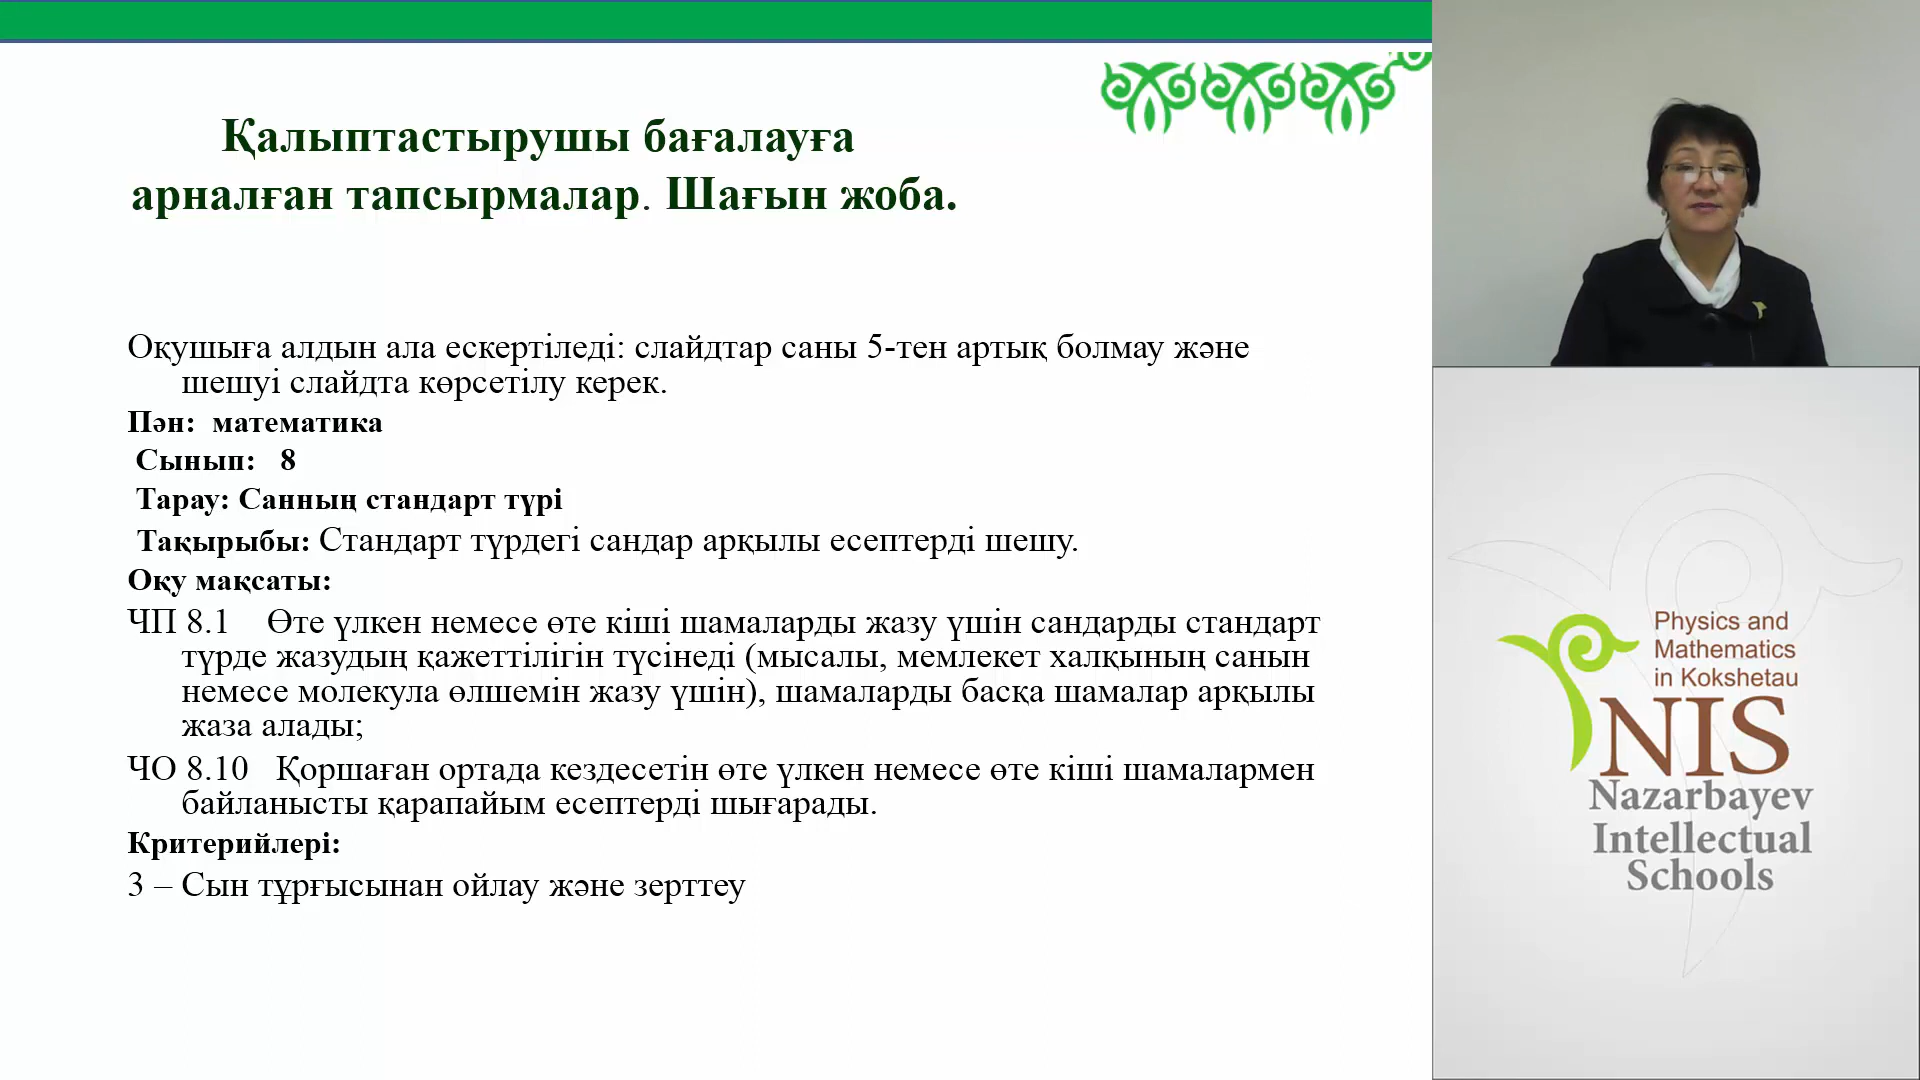 Қалыптастырушы бағалауға
арналған тапсырмалар. Шағын жоба.
Оқушыға алдын ала ескертіледі: слайдтар саны 5-тен артық болмау және
шешуі слайдта көрсетілу керек.
Пән: математика
Сынып: 8
Тарау: Санның стандарт түрі
Тақырыбы: Стандарт түрдегі сандар арқылы есептерді шешу.
Оқу мақсаты:
ЧП 8.1 Өте үлкен немесе өте кіші шамаларды жазу үшін сандарды стандарт
түрде жазудың қажеттілігін түсінеді (мысалы, мемлекет халқының санын
немесе молекула өлшемін жазу үшін), шамаларды басқа шамалар арқылы
жаза алады;
ЧО 8.10 Қоршаған ортада кездесетін өте үлкен немесе өте кіші шамалармен
байланысты қарапайым есептерді шығарады.
Критерийлері:
3 – Сын тұрғысынан ойлау және зерттеу
Physics and
Mathematics
in Kokshetau
NIS
Nazarbayev
Intellectual
Schools